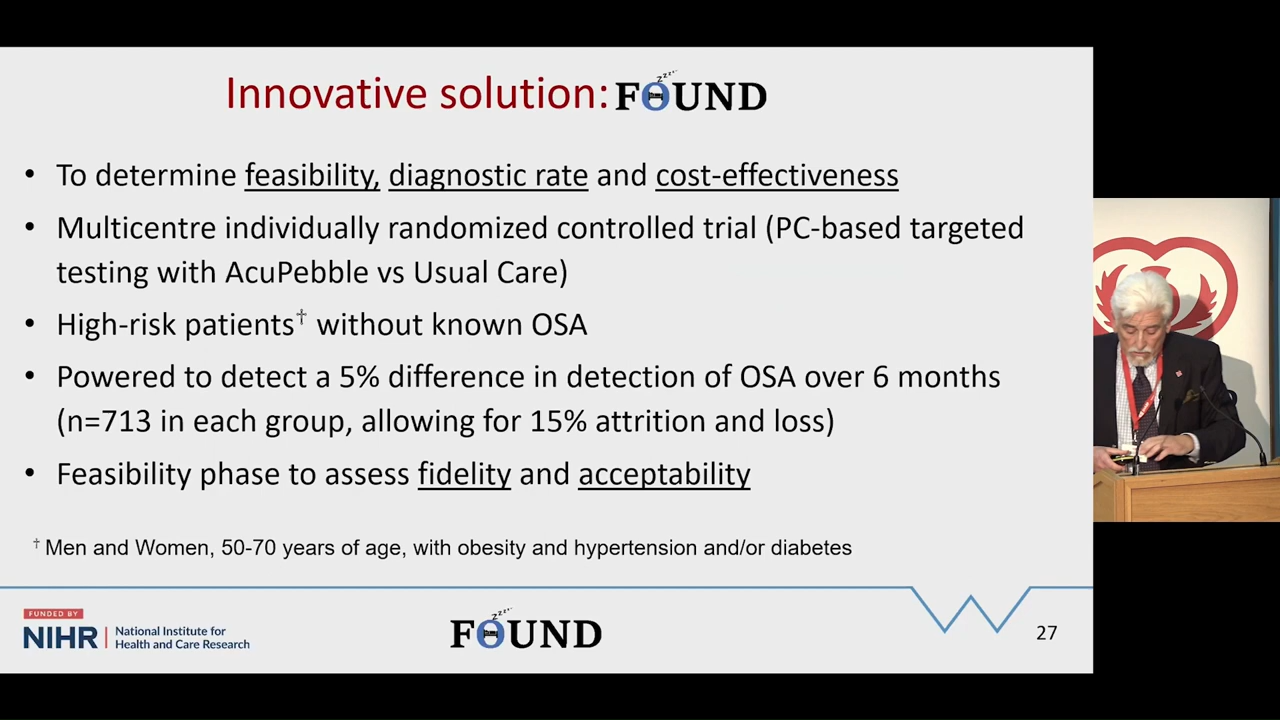 Innovative solution: FOUND
zzzz
• To determine feasibility, diagnostic rate and cost-effectiveness
• Multicentre individually randomized controlled trial (PC-based targeted
testing with AcuPebble vs Usual Care)
• High-risk patients† without known OSA
• Powered to detect a 5% difference in detection of OSA over 6 months
(n=713 in each group, allowing for 15% attrition and loss)
• Feasibility phase to assess fidelity and acceptability
† Men and Women, 50-70 years of age, with obesity and hypertension and/or diabetes
FUNDED BY
NIHR | National Institute for
Health and Care Research
zzzz
FOUND
27